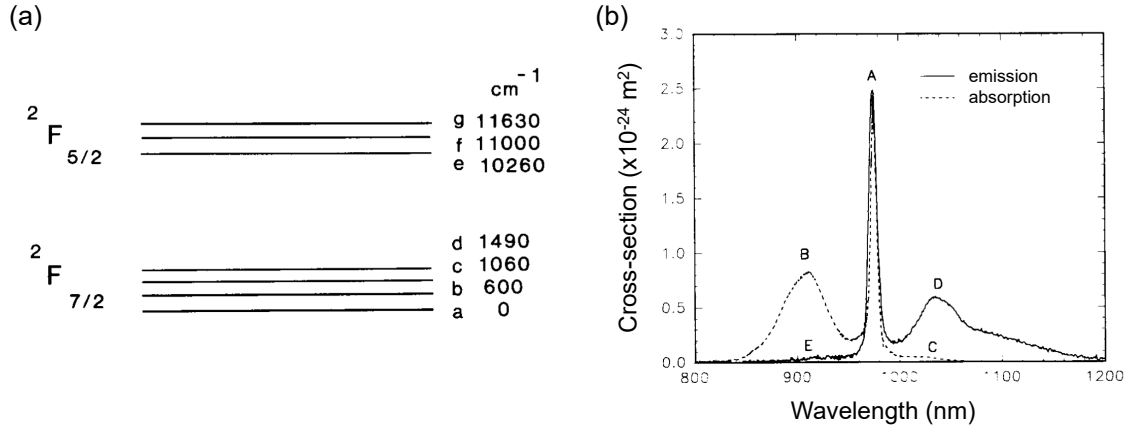 (a)
cm⁻¹
²F₅/₂
g 11630
f 11000
e 10260
²F₇/₂
d 1490
c 1060
b 600
a 0
(b)
Cross-section (x10⁻²⁴ m²)
3.0
2.5
2.0
1.5
1.0
0.5
0.0
A
B
C
D
E
emission
absorption
800 900 1000 1100 1200
Wavelength (nm)